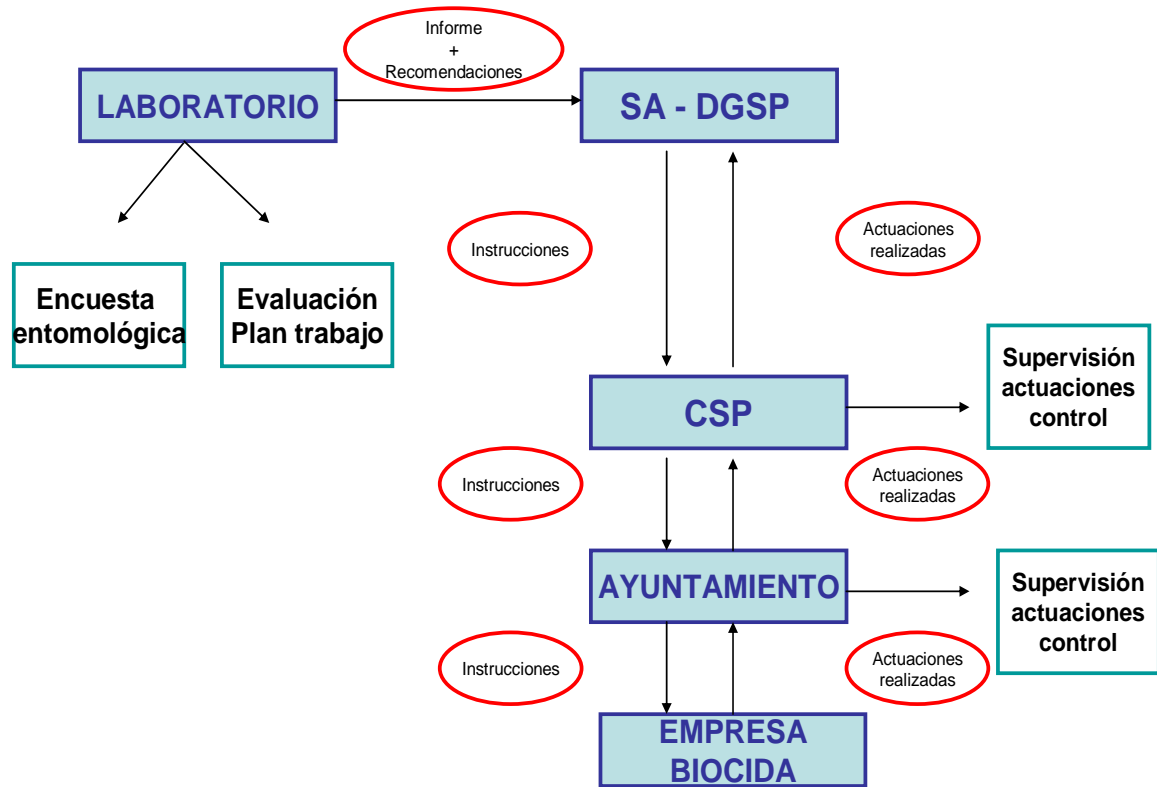 Informe
+
Recomendaciones
LABORATORIO
SA - DGSP
Instrucciones
Actuaciones
realizadas
Encuesta
entomológica
Evaluación
Plan trabajo
CSP
Supervisión
actuaciones
control
Instrucciones
Actuaciones
realizadas
AYUNTAMIENTO
Supervisión
actuaciones
control
Instrucciones
Actuaciones
realizadas
EMPRESA
BIOCIDA